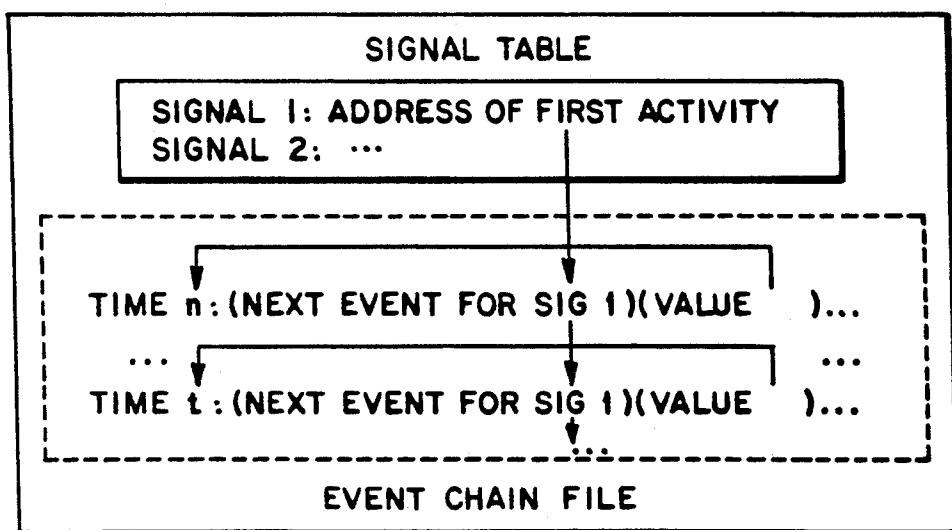 SIGNAL TABLE
SIGNAL 1: ADDRESS OF FIRST ACTIVITY
SIGNAL 2: ...
TIME n: (NEXT EVENT FOR SIG 1)(VALUE )...
... ...
TIME t: (NEXT EVENT FOR SIG 1)(VALUE )...
...
EVENT CHAIN FILE